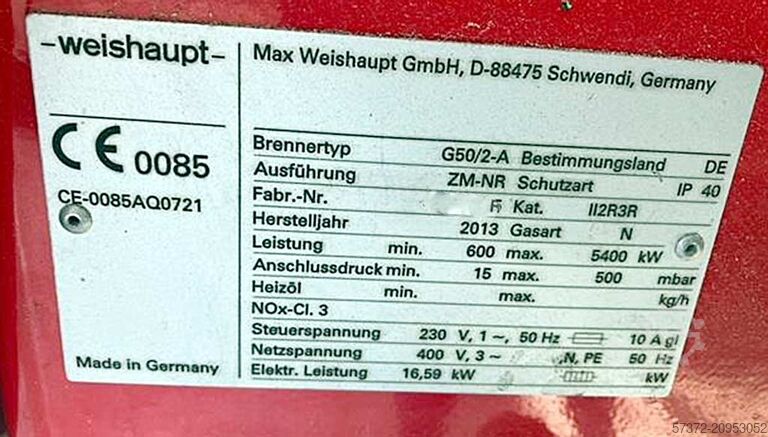 -weishaupt-
Max Weishaupt GmbH, D-88475 Schwendi, Germany
CE 0085
CE-0085AQ0721
Brennertyp G50/2-A Bestimmungsland DE
Ausführung ZM-NR Schutzart IP 40
Fabr.-Nr. Kat. II2R3R
Herstelljahr 2013 Gasart N
Leistung min. 600 max. 5400 kW
Anschlussdruck min. 15 max. 500 mbar
Heizöl min. max. kg/h
NOx-Cl. 3
Steuerspannung 230 V, 1 ~, 50 Hz 10 A gl
Netzspannung 400 V, 3 ~ ,N, PE 50 Hz
Elektr. Leistung 16,59 kW kW
Made in Germany
57372-20953052